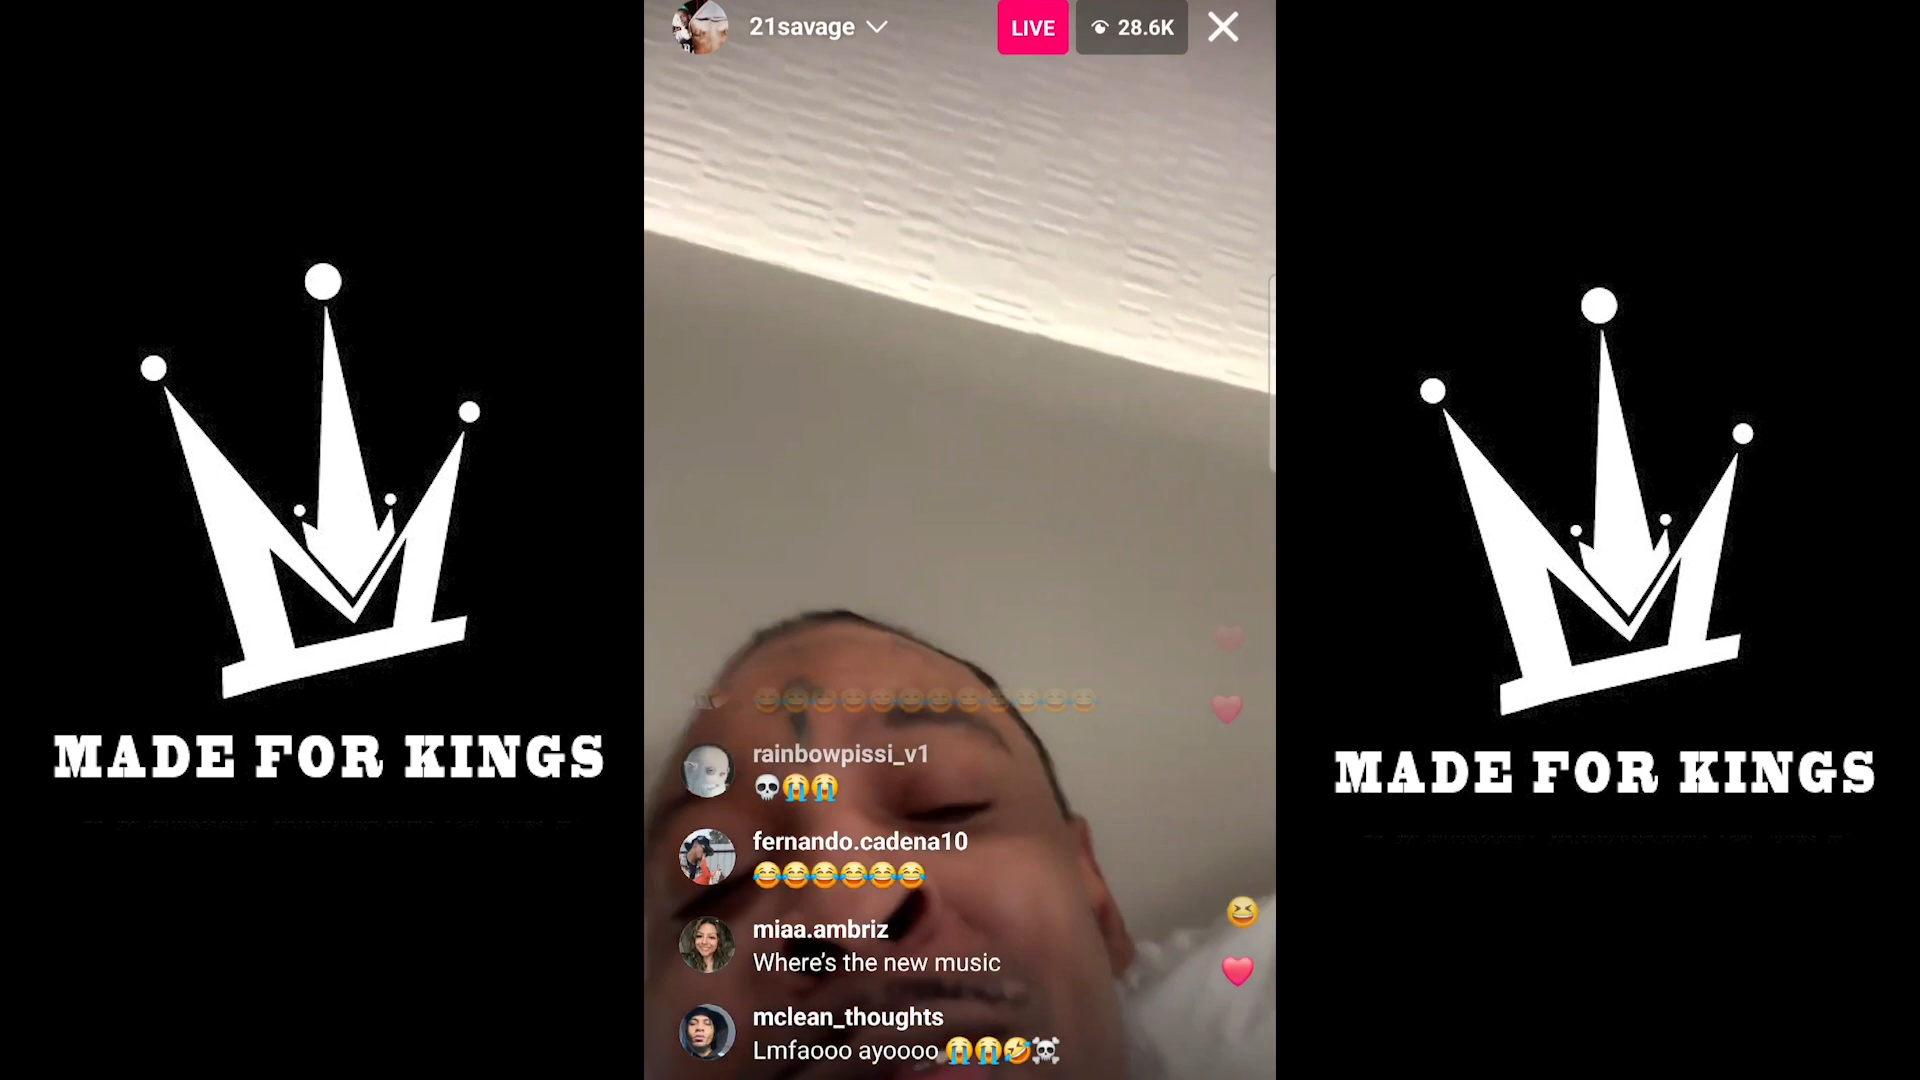 21savage
LIVE
28.6K
rainbowpissi_v1
💀😭😭
fernando.cadena10
😂😂😂😂😂😂
miaa.ambriz
Where's the new music
mclean_thoughts
Lmfaooo ayoooo 😭😭🤣☠️
MADE FOR KINGS
MADE FOR KINGS